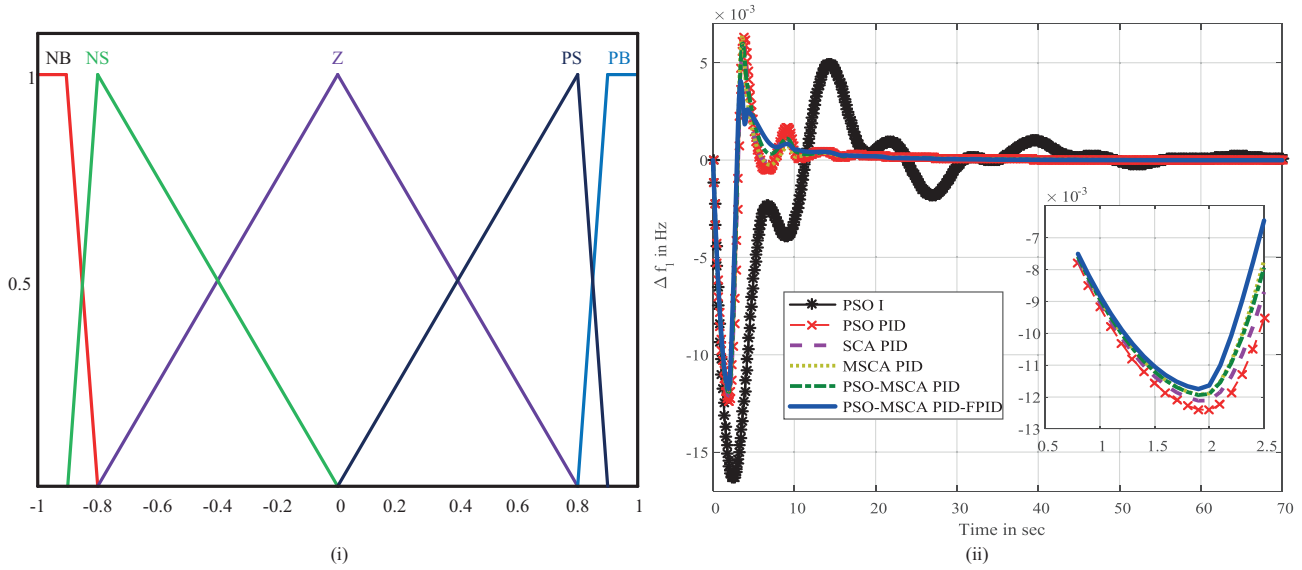 NB NS Z PS PB
1
0.5
-1 -0.8 -0.6 -0.4 -0.2 0 0.2 0.4 0.6 0.8 1
(i)
× 10⁻³
5
0
-5
-10
-15
Δ f₁ in Hz
0 10 20 30 40 50 60 70
Time in sec
PSO I
PSO PID
SCA PID
MSCA PID
PSO-MSCA PID
PSO-MSCA PID-FPID
× 10⁻³
-7
-8
-9
-10
-11
-12
-13
0.5 1 1.5 2 2.5
(ii)